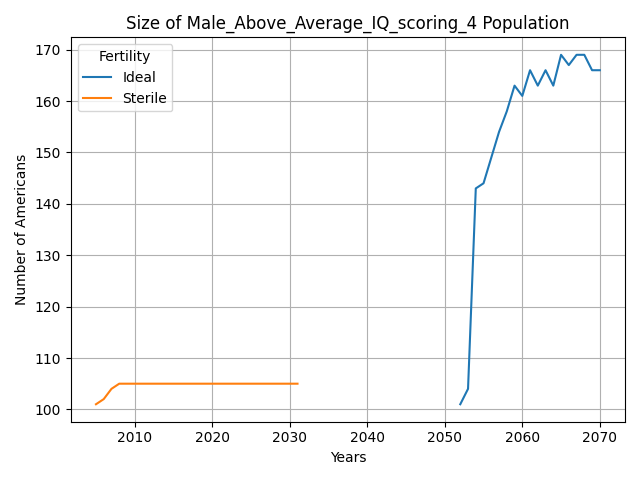 Size of Male_Above_Average_IQ_scoring_4 Population
Fertility
Ideal
Sterile
170
160
150
140
130
120
110
100
Number of Americans
2010
2020
2030
2040
2050
2060
2070
Years